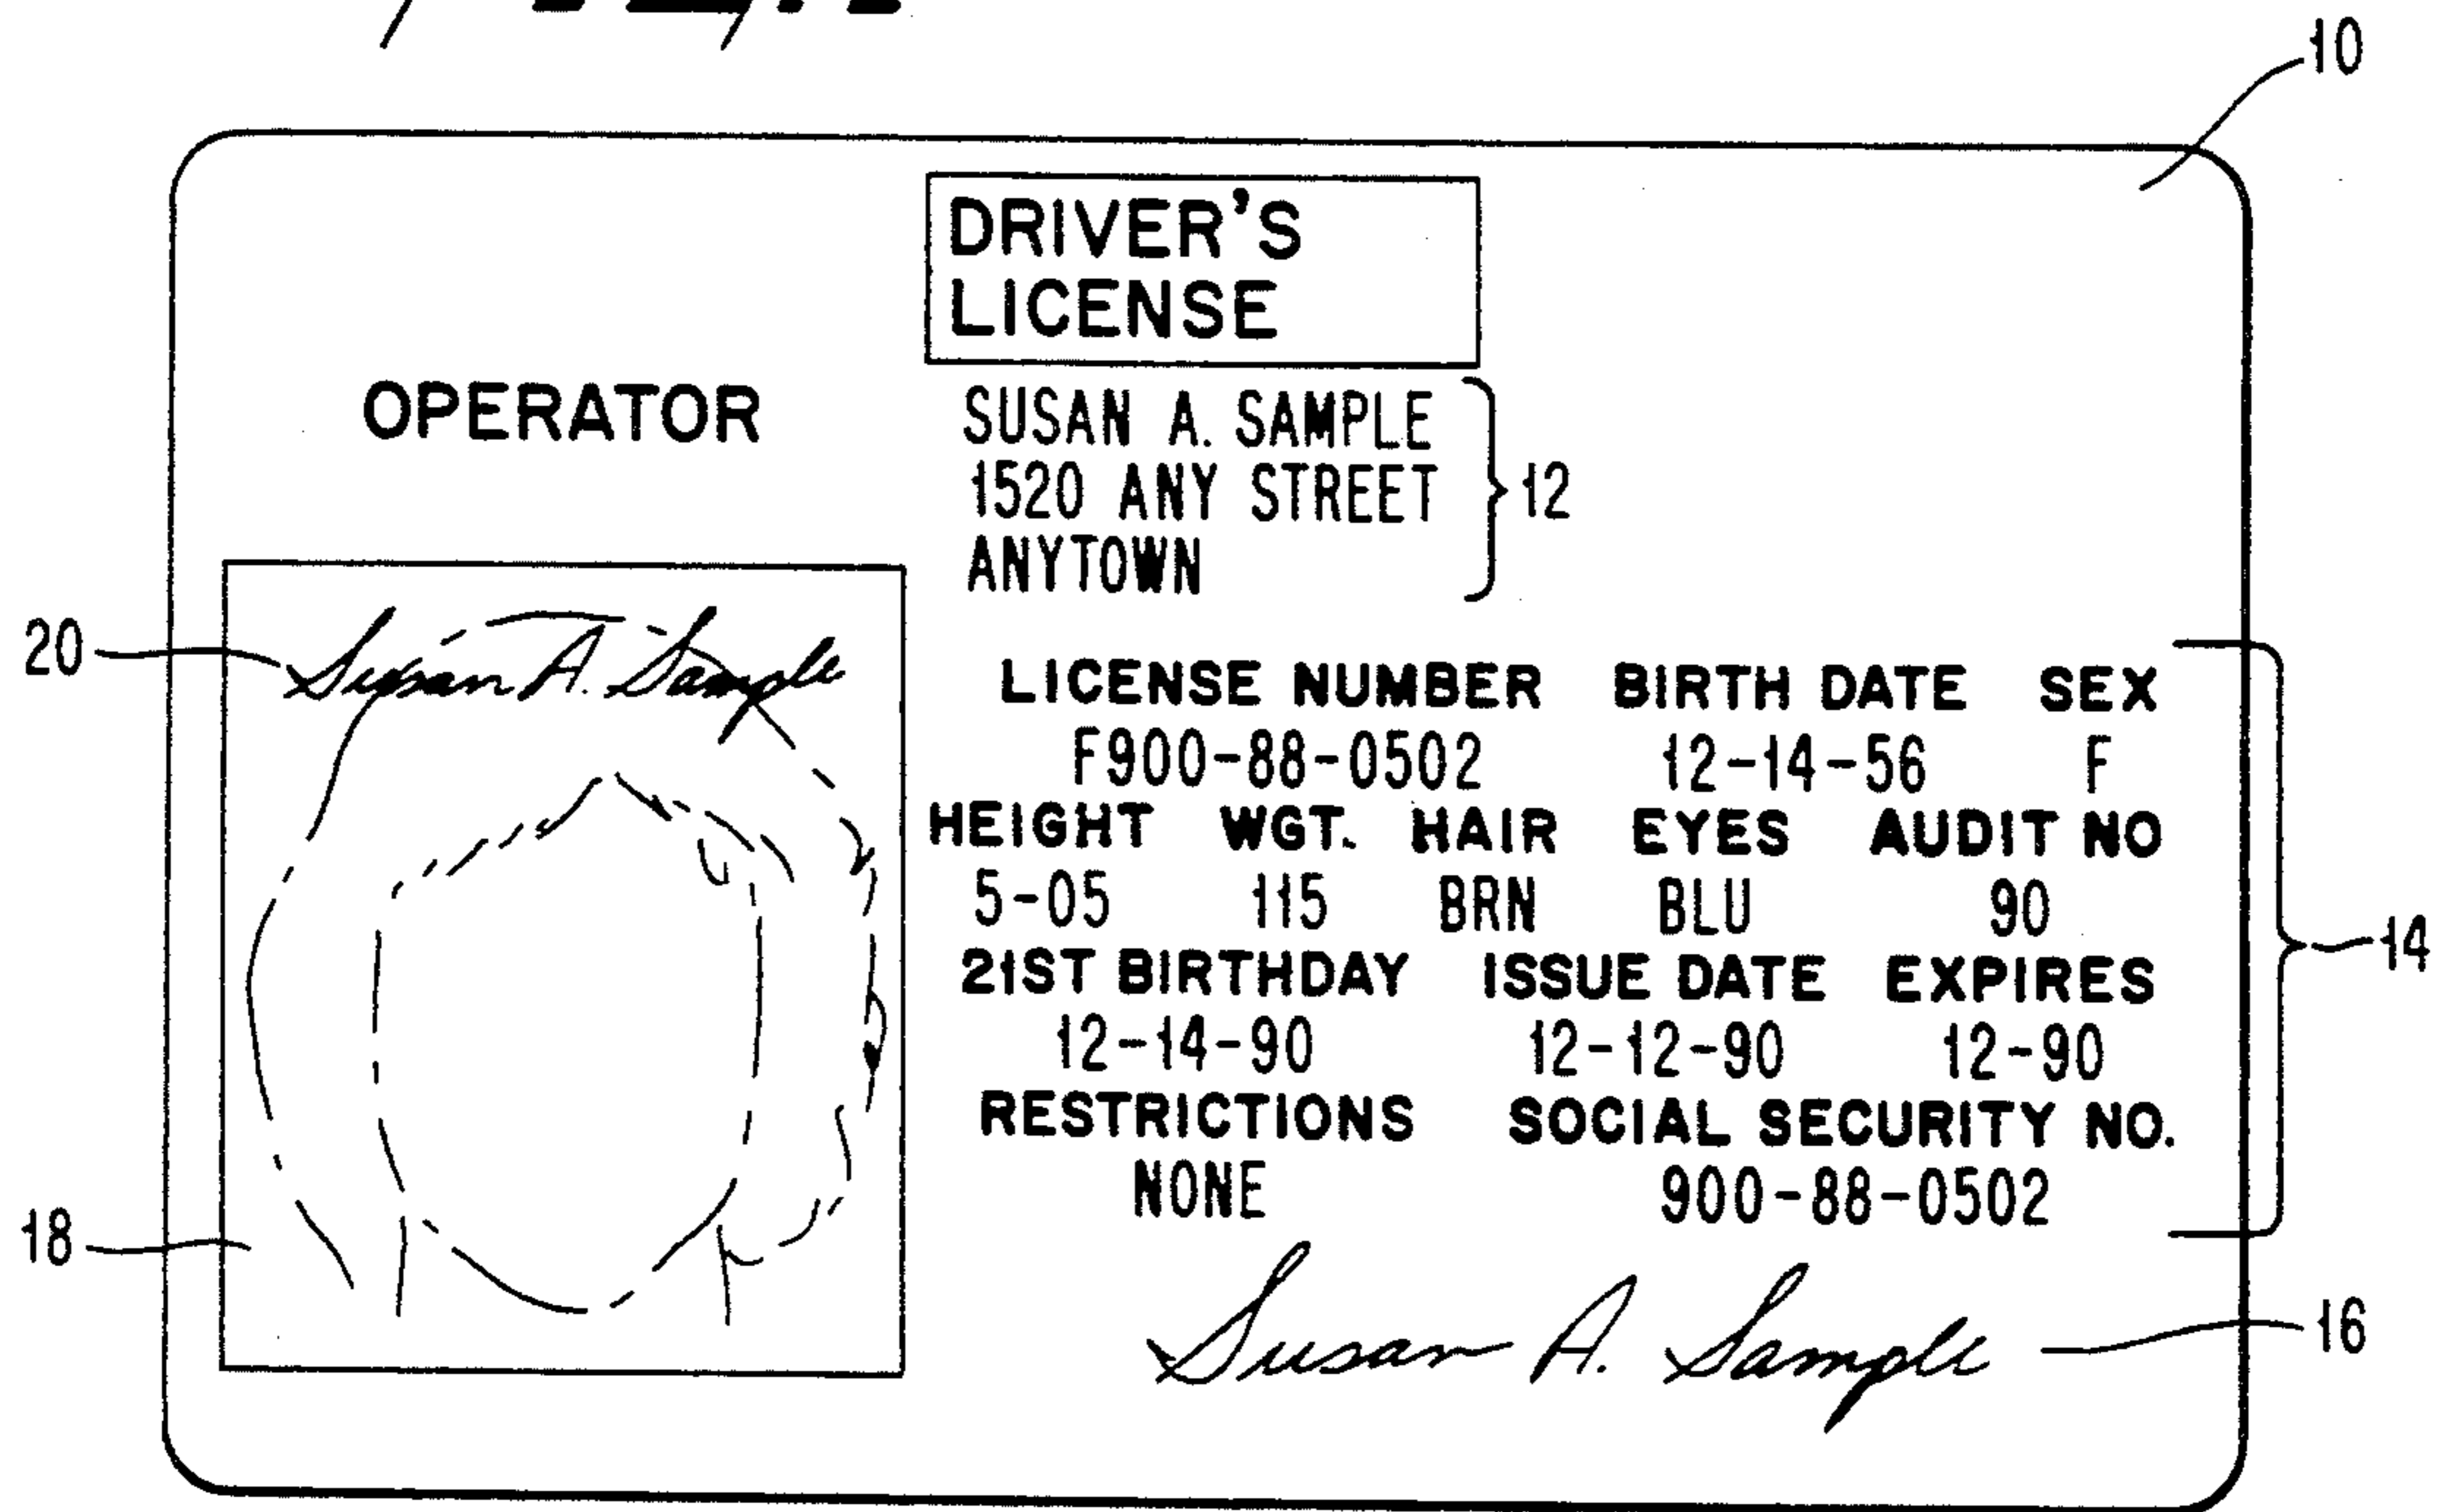 10
DRIVER'S
LICENSE
OPERATOR
SUSAN A. SAMPLE
1520 ANY STREET
ANYTOWN
12
20
Susan A. Sample
LICENSE NUMBER BIRTH DATE SEX
F900-88-0502 12-14-56 F
HEIGHT WGT. HAIR EYES AUDIT NO
5-05 115 BRN BLU 90
14
21ST BIRTHDAY ISSUE DATE EXPIRES
12-14-90 12-12-90 12-90
RESTRICTIONS SOCIAL SECURITY NO.
NONE 900-88-0502
18
Susan A. Sample
16